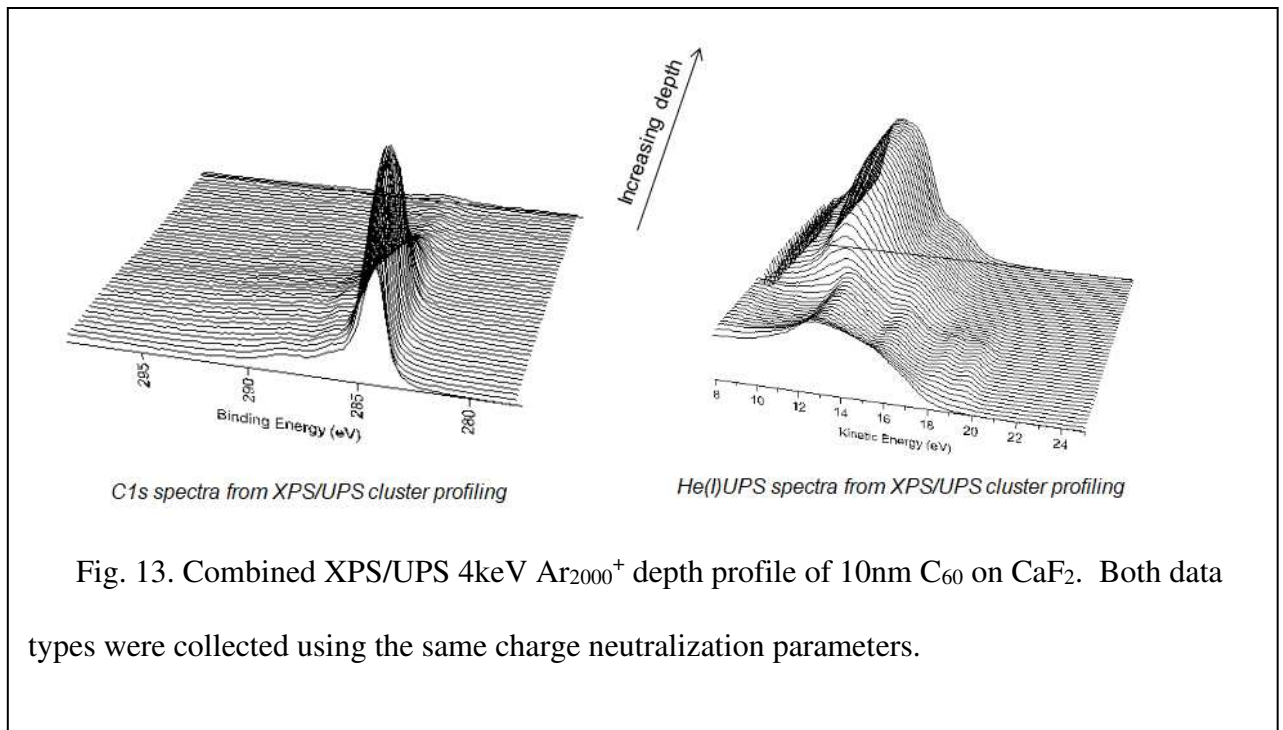 Increasing depth
295
290
285
280
Binding Energy (eV)
C1s spectra from XPS/UPS cluster profiling
8
10
12
14
16
18
20
22
24
Kinetic Energy (eV)
He(I)UPS spectra from XPS/UPS cluster profiling
Fig. 13. Combined XPS/UPS 4keV Ar₂₀₀₀⁺ depth profile of 10nm C₆₀ on CaF₂. Both data
types were collected using the same charge neutralization parameters.